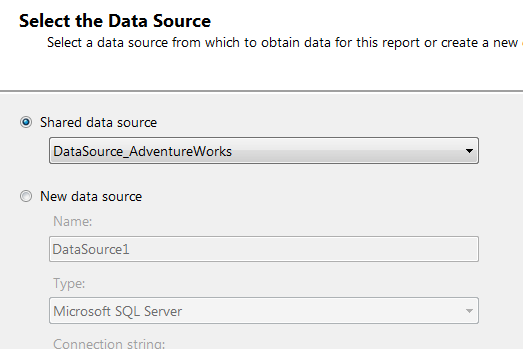 Select the Data Source
Select a data source from which to obtain data for this report or create a new
Shared data source
DataSource_AdventureWorks
New data source
Name:
DataSource1
Type:
Microsoft SQL Server
Connection string: